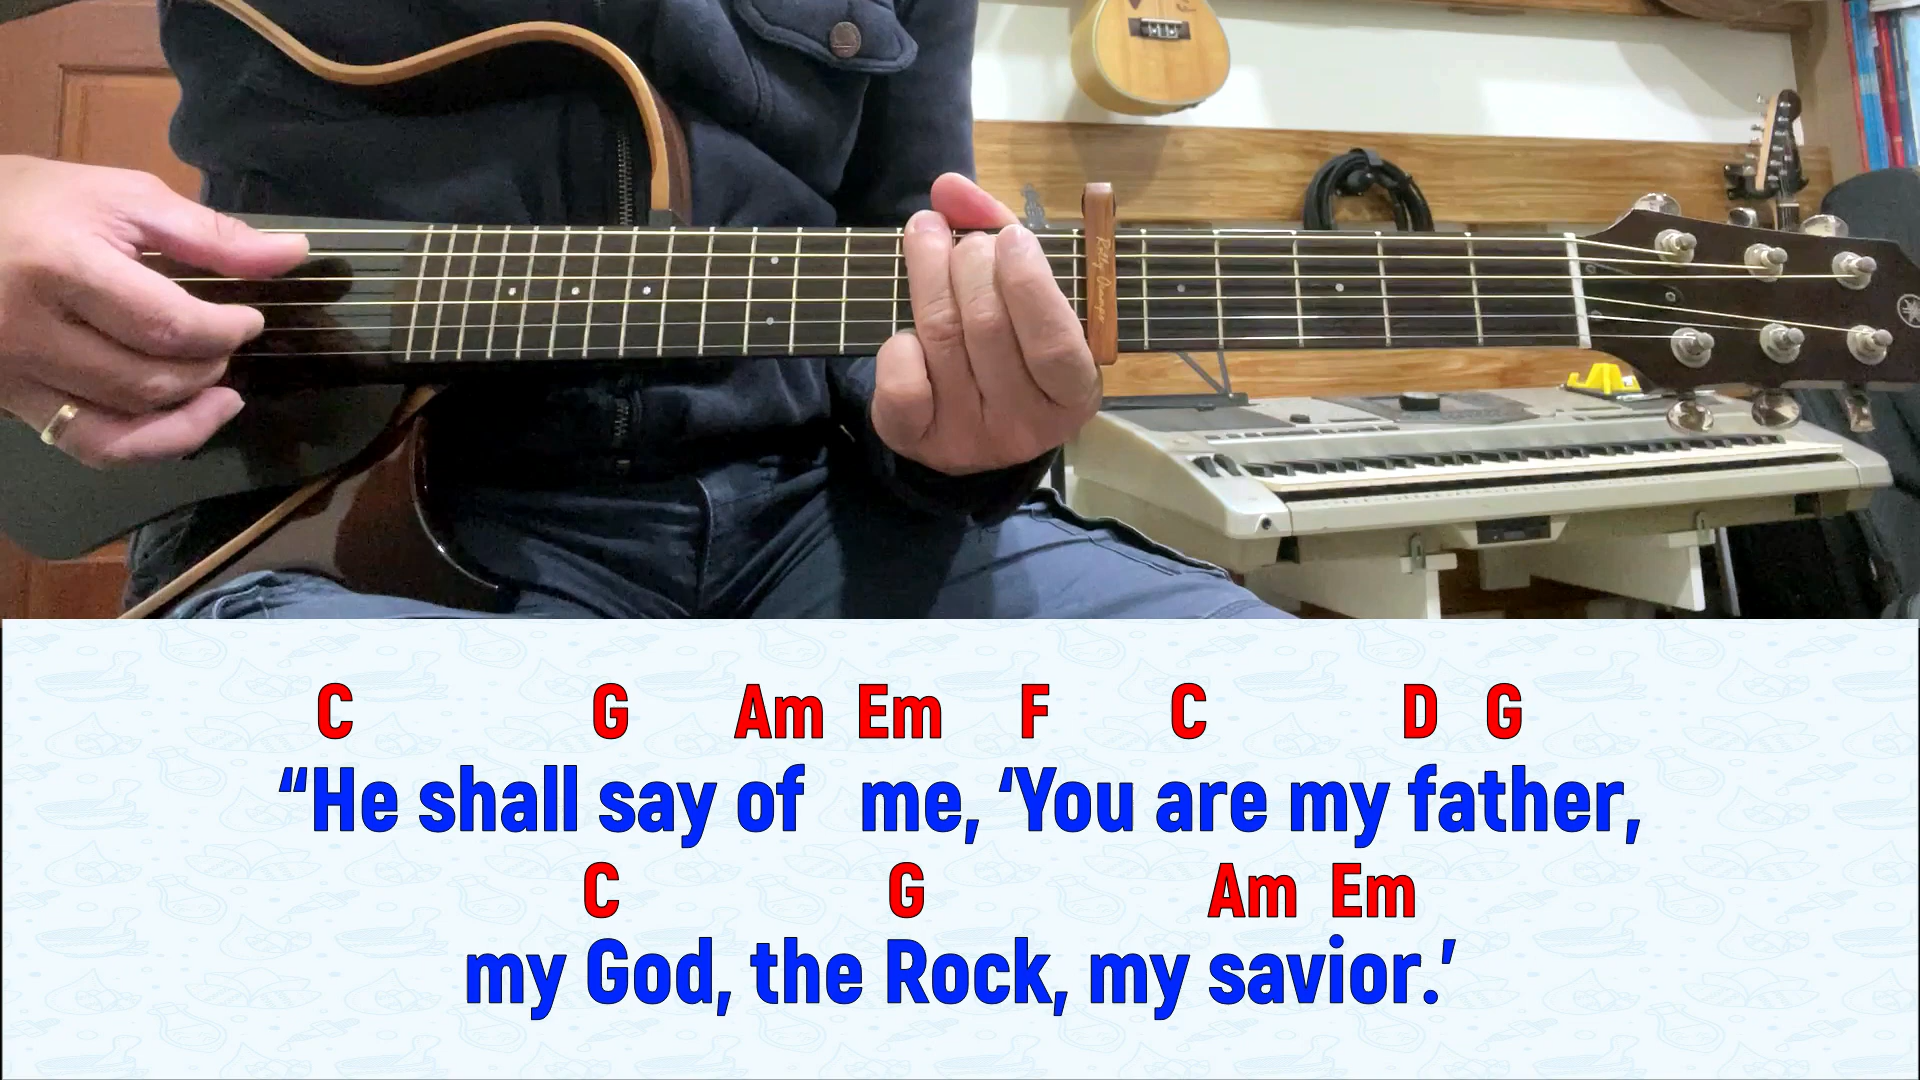 C G Am Em F C D G
“He shall say of me, ‘You are my father,
C G Am Em
my God, the Rock, my savior.’